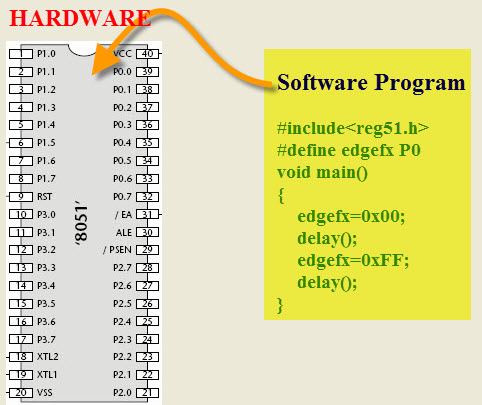 HARDWARE
1 P1.0 VCC 40
2 P1.1 P0.0 39
3 P1.2 P0.1 38
4 P1.3 P0.2 37
5 P1.4 P0.3 36
6 P1.5 P0.4 35
7 P1.6 P0.5 34
8 P1.7 P0.6 33
9 RST P0.7 32
10 P3.0 / EA 31
11 P3.1 ALE 30
12 P3.2 / PSEN 29
13 P3.3 P2.7 28
14 P3.4 P2.6 27
15 P3.5 P2.5 26
16 P3.6 P2.4 25
17 P3.7 P2.3 24
18 XTL2 P2.2 23
19 XTL1 P2.1 22
20 VSS P2.0 21
'8051'
Software Program
#include<reg51.h>
#define edgefx P0
void main()
{
edgefx=0x00;
delay();
edgefx=0xFF;
delay();
}